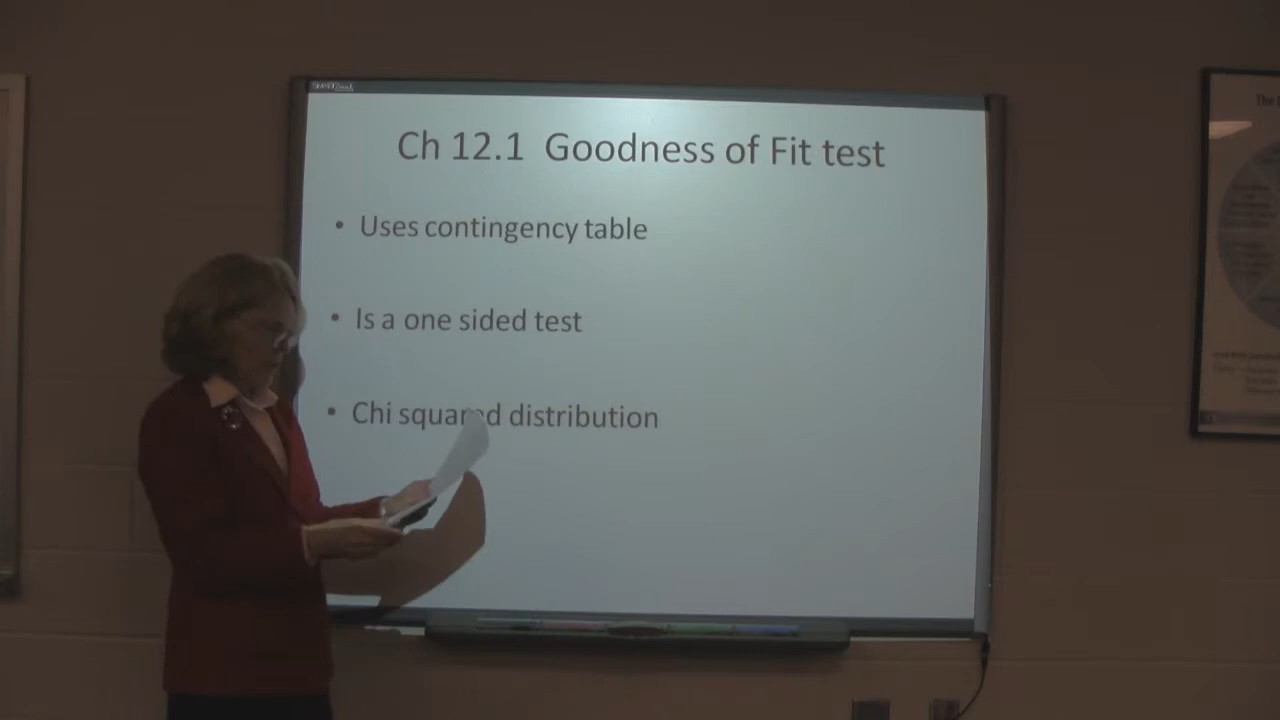 Ch 12.1 Goodness of Fit test
• Uses contingency table
• Is a one sided test
• Chi squared distribution